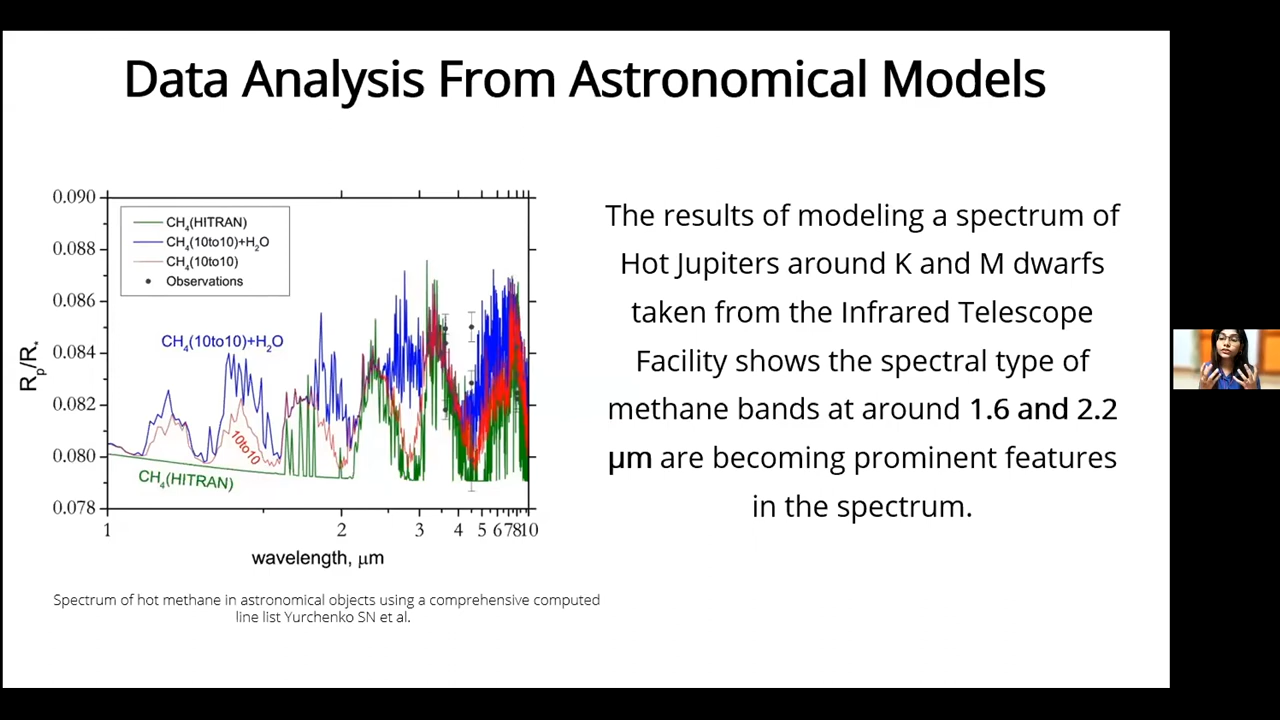 Data Analysis From Astronomical Models
0.090
0.088
0.086
0.084
0.082
0.080
0.078
Rp/R*
CH4(HITRAN)
CH4(10to10)+H2O
CH4(10to10)
Observations
CH4(10to10)+H2O
10to10
CH4(HITRAN)
1 2 3 4 5 6 7 8 10
wavelength, μm
Spectrum of hot methane in astronomical objects using a comprehensive computed
line list Yurchenko SN et al.
The results of modeling a spectrum of
Hot Jupiters around K and M dwarfs
taken from the Infrared Telescope
Facility shows the spectral type of
methane bands at around 1.6 and 2.2
μm are becoming prominent features
in the spectrum.